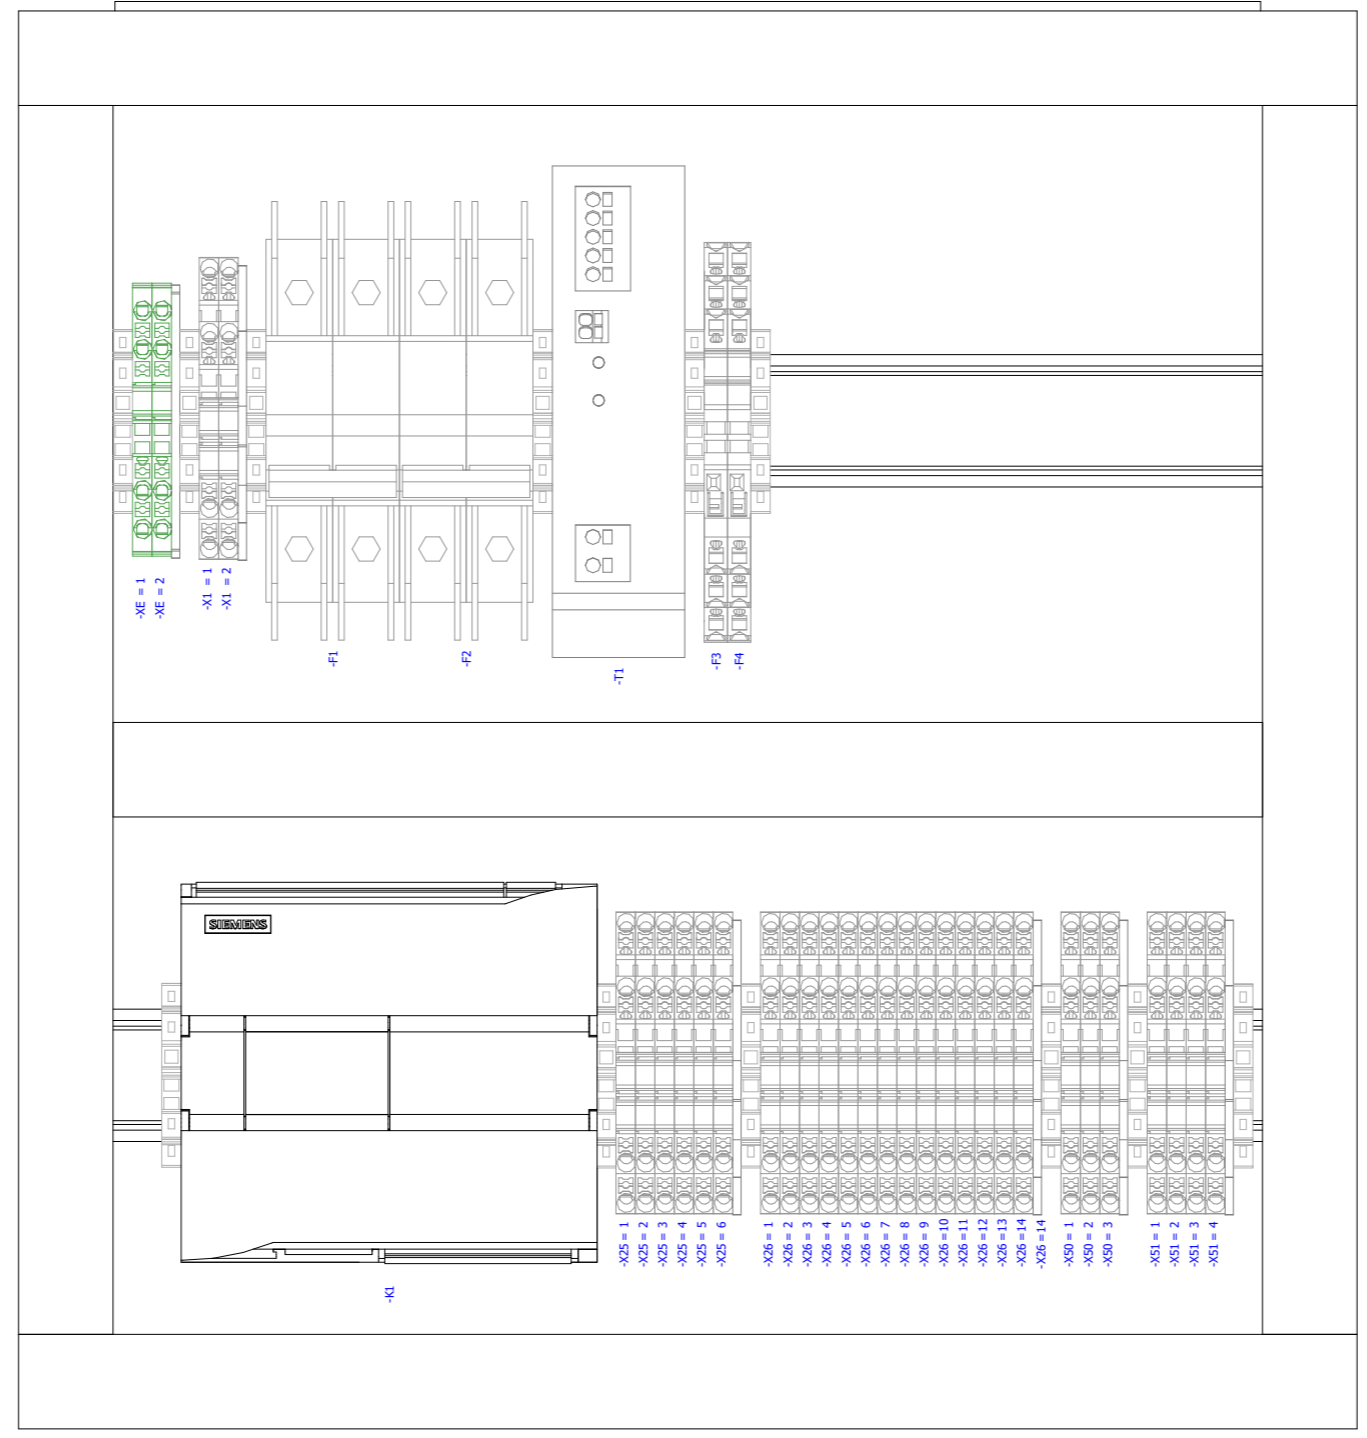 -XE = 1
-XE = 2
-X1 = 1
-X1 = 2
-F1
-F2
-T1
-F3
-F4
SIEMENS
-K1
-X25 = 1
-X25 = 2
-X25 = 3
-X25 = 4
-X25 = 5
-X25 = 6
-X26 = 1
-X26 = 2
-X26 = 3
-X26 = 4
-X26 = 5
-X26 = 6
-X26 = 7
-X26 = 8
-X26 = 9
-X26 =10
-X26 =11
-X26 =12
-X26 =13
-X26 =14
-X26 =14
-X50 = 1
-X50 = 2
-X50 = 3
-X51 = 1
-X51 = 2
-X51 = 3
-X51 = 4